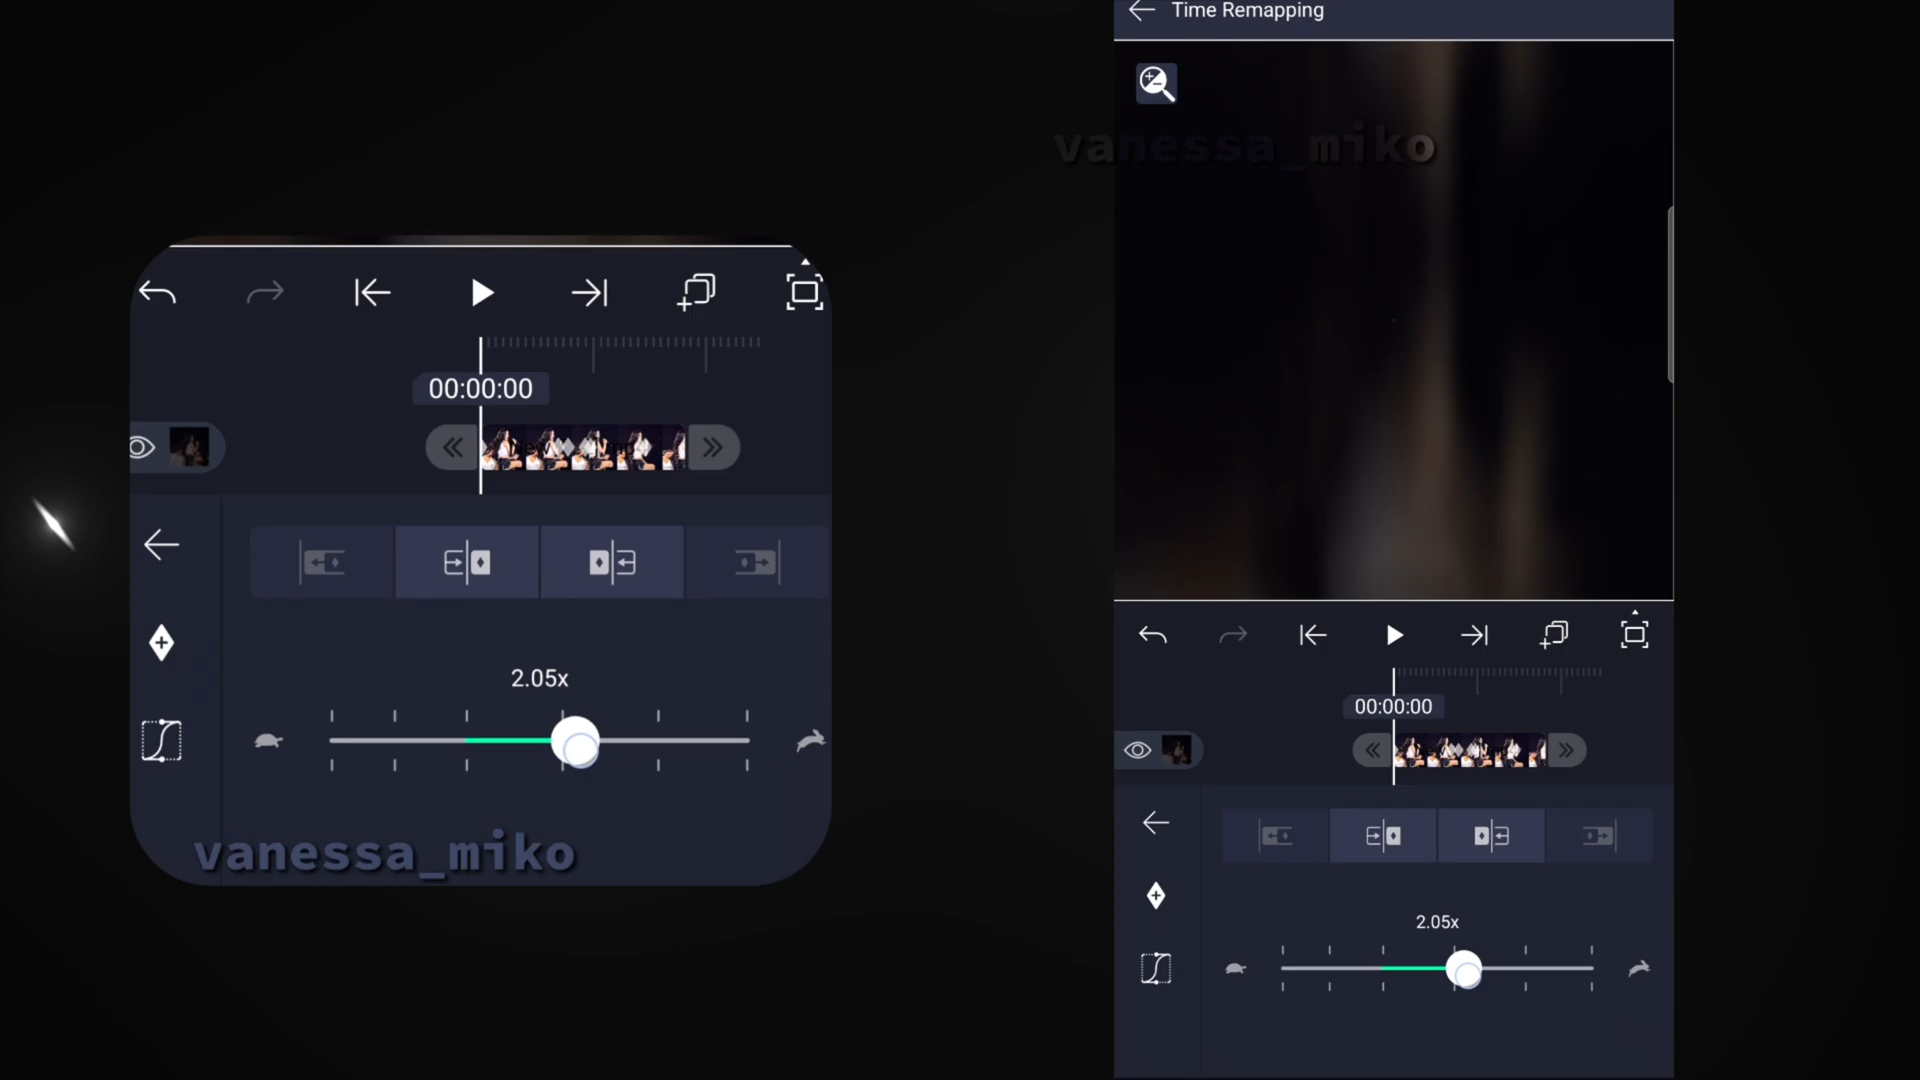 Time Remapping
vanessa_miko
00:00:00
2.05x
vanessa_miko
00:00:00
2.05x